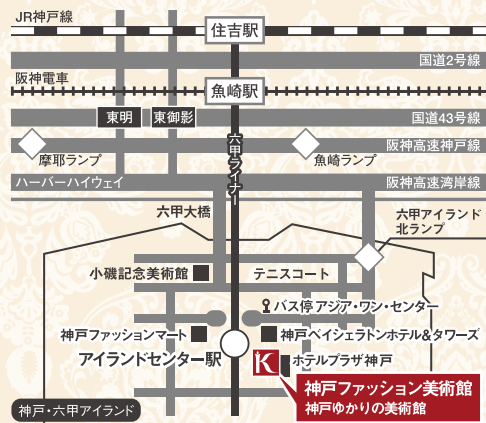 JR神戸線
住吉駅
国道2号線
阪神電車
魚崎駅
東明
東御影
国道43号線
六甲ライナー
阪神高速神戸線
摩耶ランプ
魚崎ランプ
ハーバーハイウェイ
阪神高速湾岸線
六甲大橋
六甲アイランド
北ランプ
小磯記念美術館
テニスコート
バス停 アジア・ワン・センター
神戸ファッションマート
神戸ベイシェラトンホテル&タワーズ
アイランドセンター駅
K
ホテルプラザ神戸
神戸ファッション美術館
神戸ゆかりの美術館
神戸・六甲アイランド